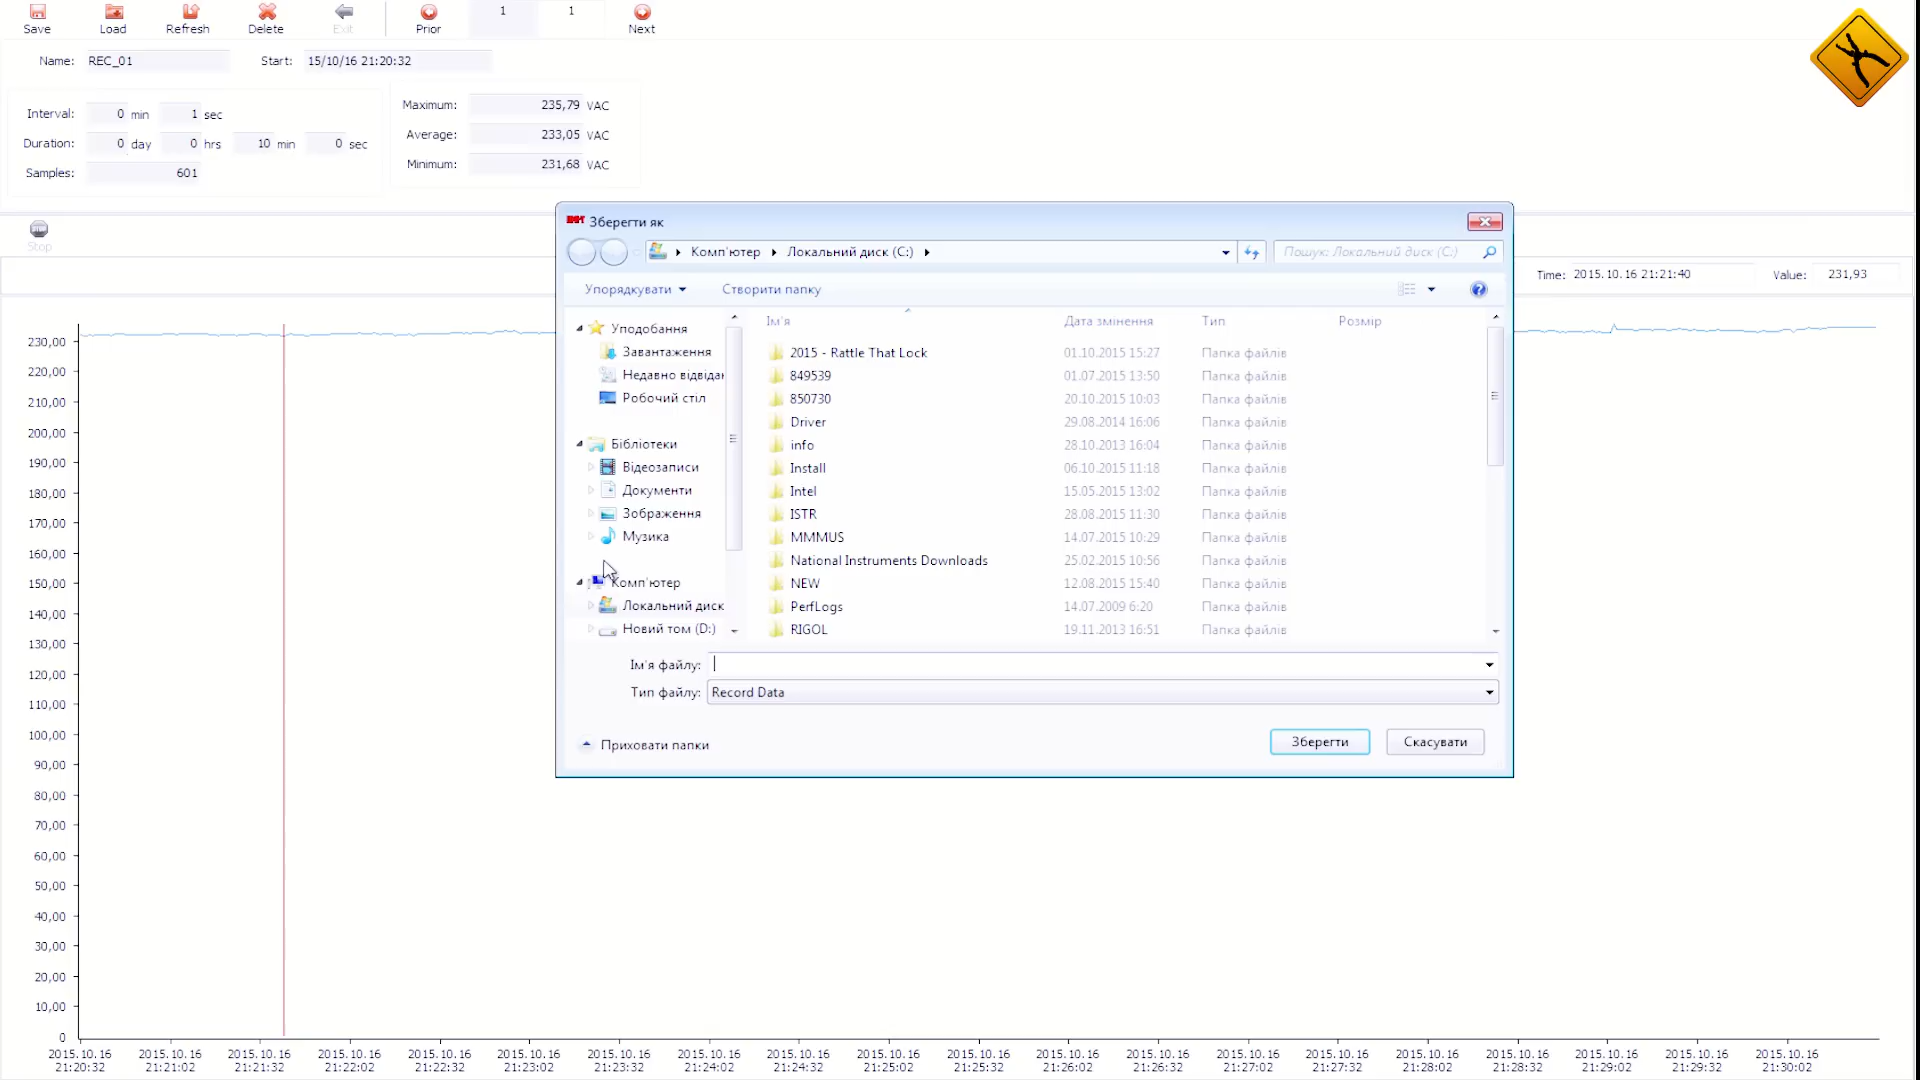 Save Load Refresh Delete Exit Prior 1 1 Next
Name: REC_01 Start: 15/10/16 21:20:32
Interval: 0 min 1 sec
Duration: 0 day 0 hrs 10 min 0 sec
Samples: 601
Maximum: 235,79 VAC
Average: 233,05 VAC
Minimum: 231,68 VAC
Stop
Time: 2015.10.16 21:21:40 Value: 231,93
Зберегти як
Комп'ютер Локальний диск (C:)
Пошук: Локальний диск (C:)
Упорядкувати Створити папку
Уподобання
Завантаження
Недавно відвідан
Робочий стіл
Бібліотеки
Відеозаписи
Документи
Зображення
Музика
Комп'ютер
Локальний диск
Новий том (D:)
Ім'я Дата змінення Тип Розмір
2015 - Rattle That Lock 01.10.2015 15:27 Папка файлів
849539 01.07.2015 13:50 Папка файлів
850730 20.10.2015 10:03 Папка файлів
Driver 29.08.2014 16:06 Папка файлів
info 28.10.2013 16:04 Папка файлів
Install 06.10.2015 11:18 Папка файлів
Intel 15.05.2015 13:02 Папка файлів
ISTR 28.08.2015 11:30 Папка файлів
MMMUS 14.07.2015 10:29 Папка файлів
National Instruments Downloads 25.02.2015 10:56 Папка файлів
NEW 12.08.2015 15:40 Папка файлів
PerfLogs 14.07.2009 6:20 Папка файлів
RIGOL 19.11.2013 16:51 Папка файлів
Ім'я файлу:
Тип файлу: Record Data
Приховати папки
Зберегти Скасувати
230,00
220,00
210,00
200,00
190,00
180,00
170,00
160,00
150,00
140,00
130,00
120,00
110,00
100,00
90,00
80,00
70,00
60,00
50,00
40,00
30,00
20,00
10,00
0
2015.10.16 2015.10.16 2015.10.16 2015.10.16 2015.10.16 2015.10.16 2015.10.16 2015.10.16 2015.10.16 2015.10.16 2015.10.16 2015.10.16 2015.10.16 2015.10.16 2015.10.16 2015.10.16 2015.10.16 2015.10.16 2015.10.16 2015.10.16
21:20:32 21:21:02 21:21:32 21:22:02 21:22:32 21:23:02 21:23:32 21:24:02 21:24:32 21:25:02 21:25:32 21:26:02 21:26:32 21:27:02 21:27:32 21:28:02 21:28:32 21:29:02 21:29:32 21:30:02